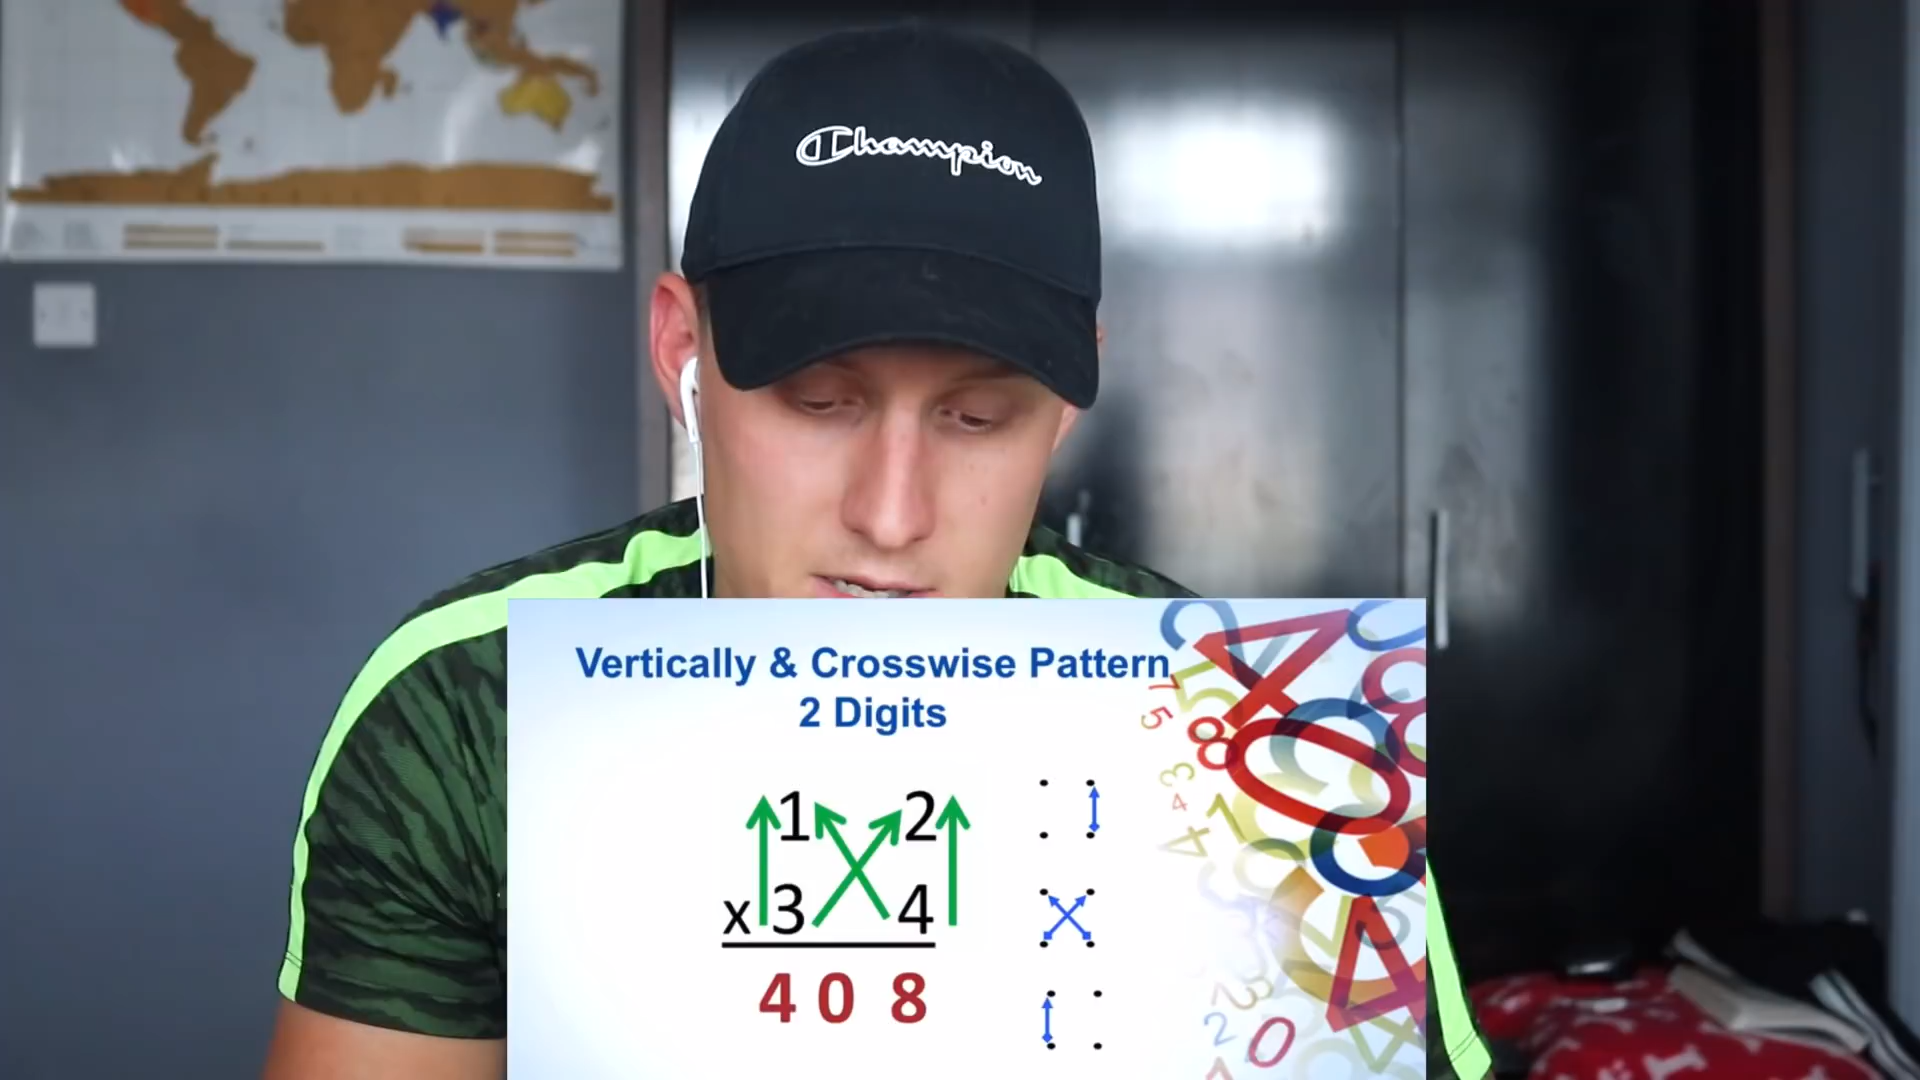 Champion
Vertically & Crosswise Pattern
2 Digits
1 2
x 3 4
4 0 8